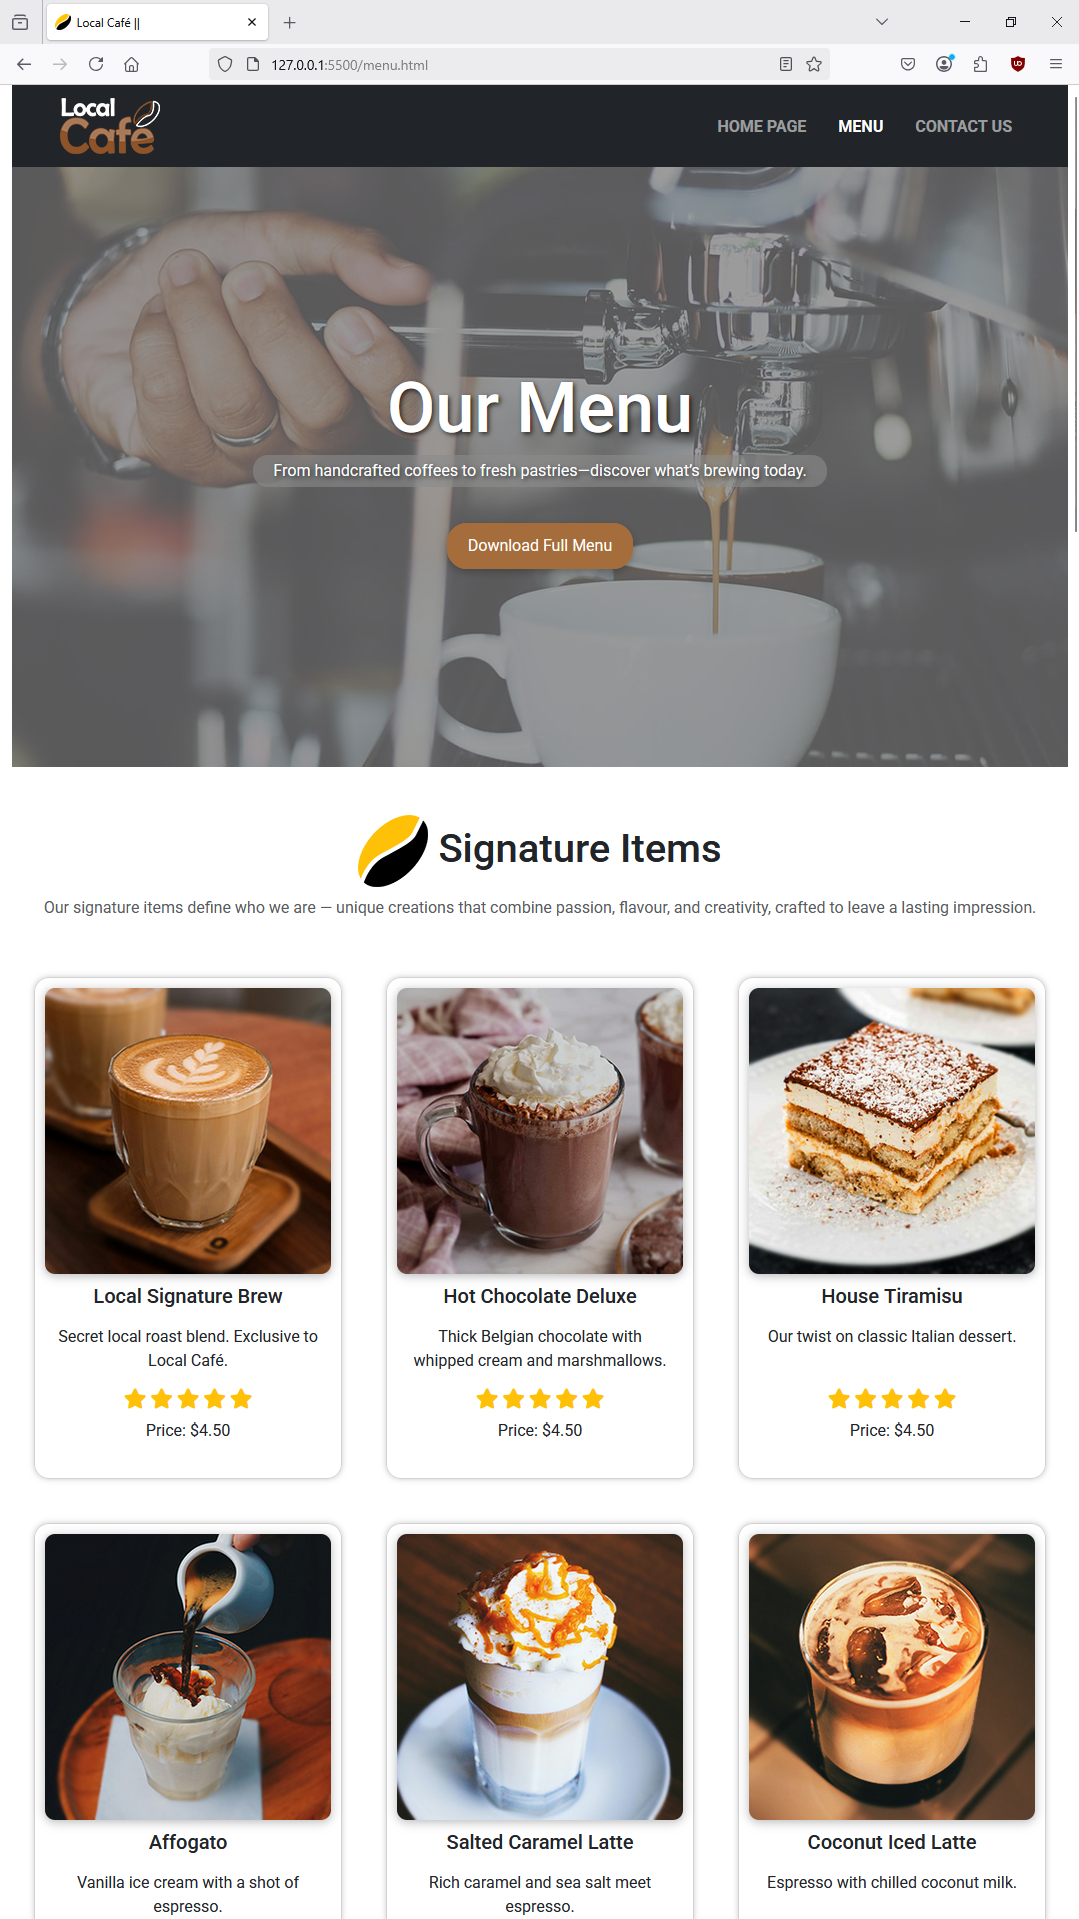 Local Café ||
127.0.0.1:5500/menu.html
Local
Café
HOME PAGE
MENU
CONTACT US
Our Menu
From handcrafted coffees to fresh pastries—discover what's brewing today.
Download Full Menu
Signature Items
Our signature items define who we are — unique creations that combine passion, flavour, and creativity, crafted to leave a lasting impression.
Local Signature Brew
Secret local roast blend. Exclusive to
Local Café.
Price: $4.50
Hot Chocolate Deluxe
Thick Belgian chocolate with
whipped cream and marshmallows.
Price: $4.50
House Tiramisu
Our twist on classic Italian dessert.
Price: $4.50
Affogato
Vanilla ice cream with a shot of
espresso.
Salted Caramel Latte
Rich caramel and sea salt meet
espresso.
Coconut Iced Latte
Espresso with chilled coconut milk.